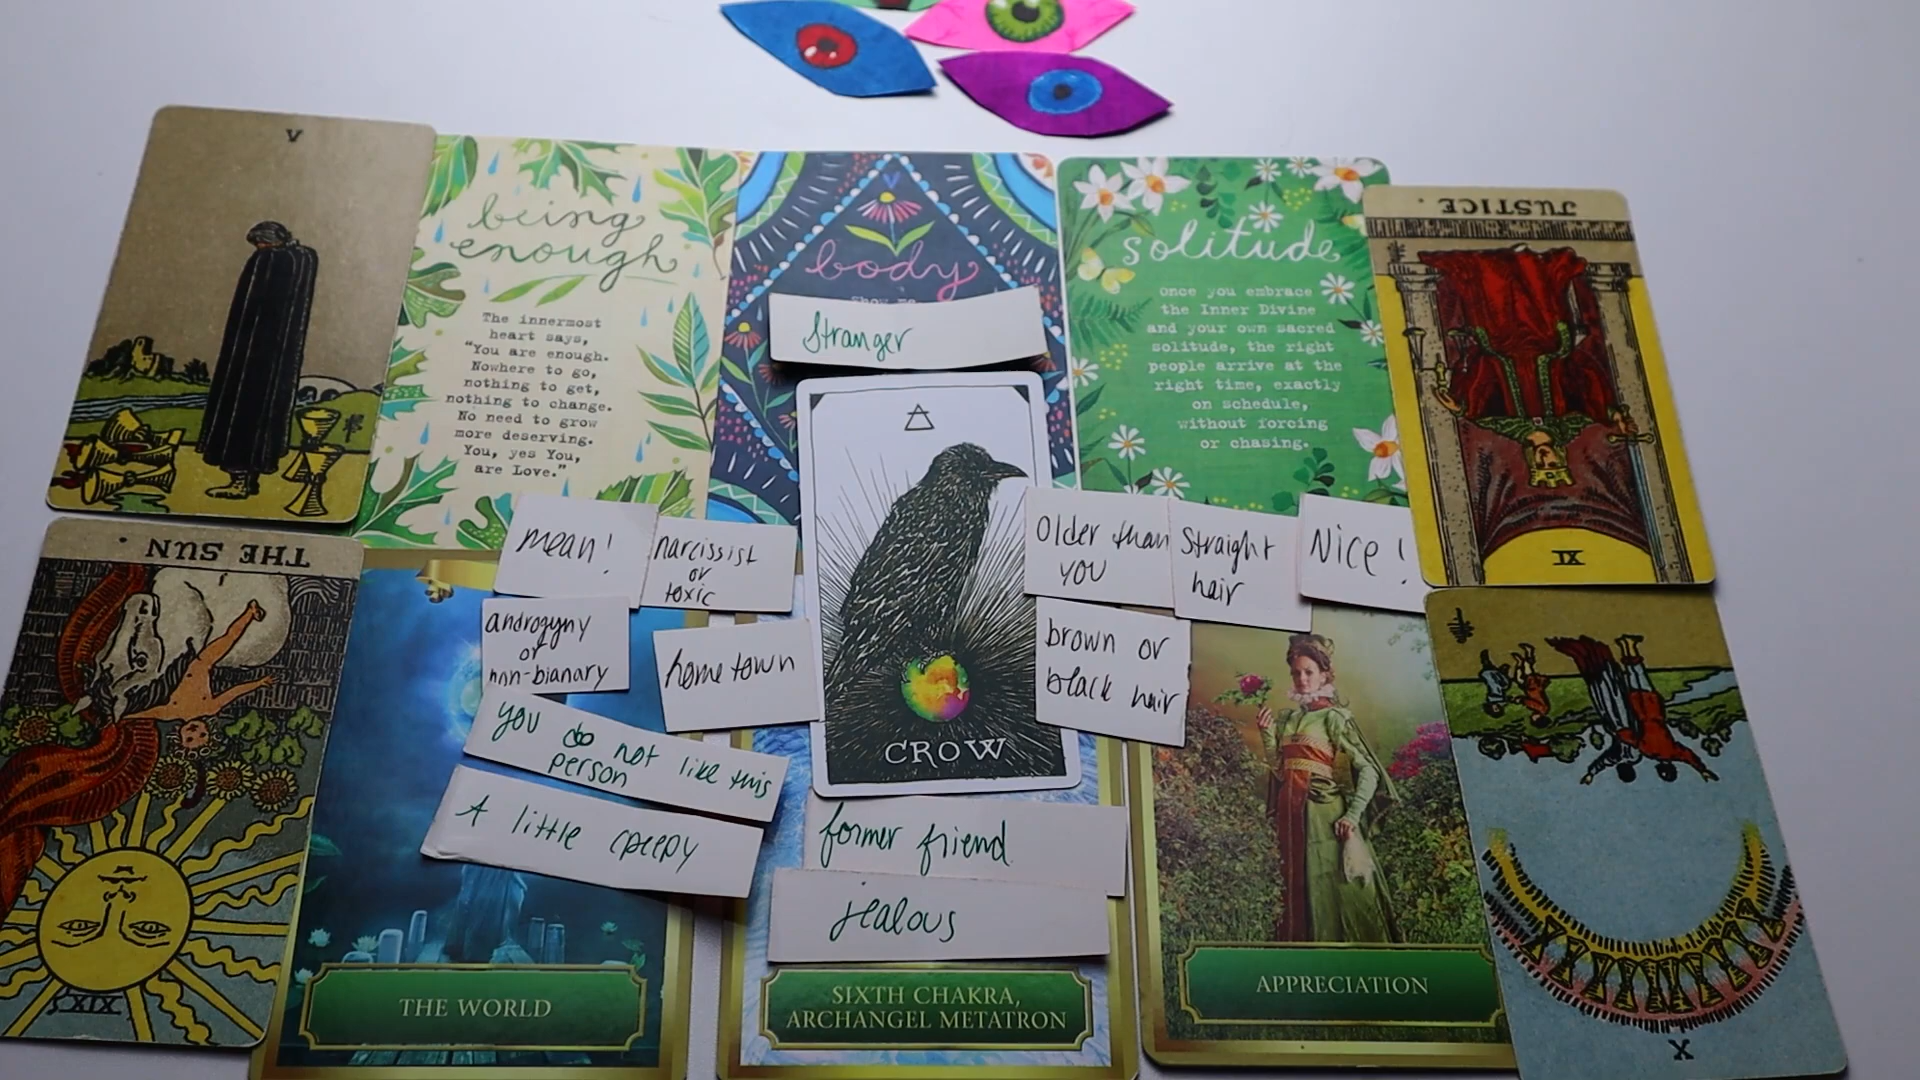 V
being
enough
The innermost
heart says,
"You are enough.
Nowhere to go,
nothing to get,
nothing to change.
No need to grow
more deserving.
You, yes You,
are Love."
body
Stranger
solitude
Once you embrace
the Inner Divine
and your own sacred
solitude, the right
people arrive at the
right time, exactly
on schedule,
without forcing
or chasing.
JUSTICE.
XI
THE SUN.
XIX
mean!
narcissist
or
toxic
androgyny
or
non-bianary
home town
you do not like this
person
A little creepy
CROW
Older than
you
Straight
hair
Nice!
brown or
black hair
former friend
jealous
THE WORLD
SIXTH CHAKRA,
ARCHANGEL METATRON
APPRECIATION
X